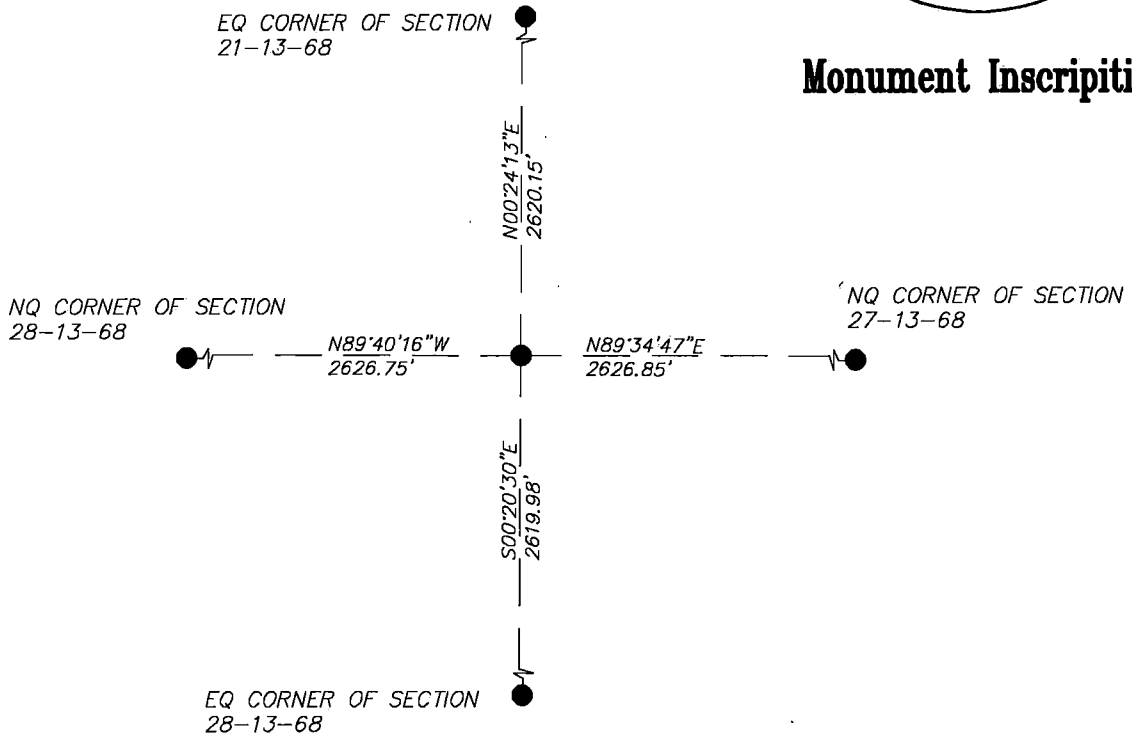 EQ CORNER OF SECTION
21-13-68
Monument Inscripiti
N00°24'13"E
2620.15'
NQ CORNER OF SECTION
28-13-68
NQ CORNER OF SECTION
27-13-68
N89°40'16"W
2626.75'
N89°34'47"E
2626.85'
S00°20'30"E
2619.98'
EQ CORNER OF SECTION
28-13-68